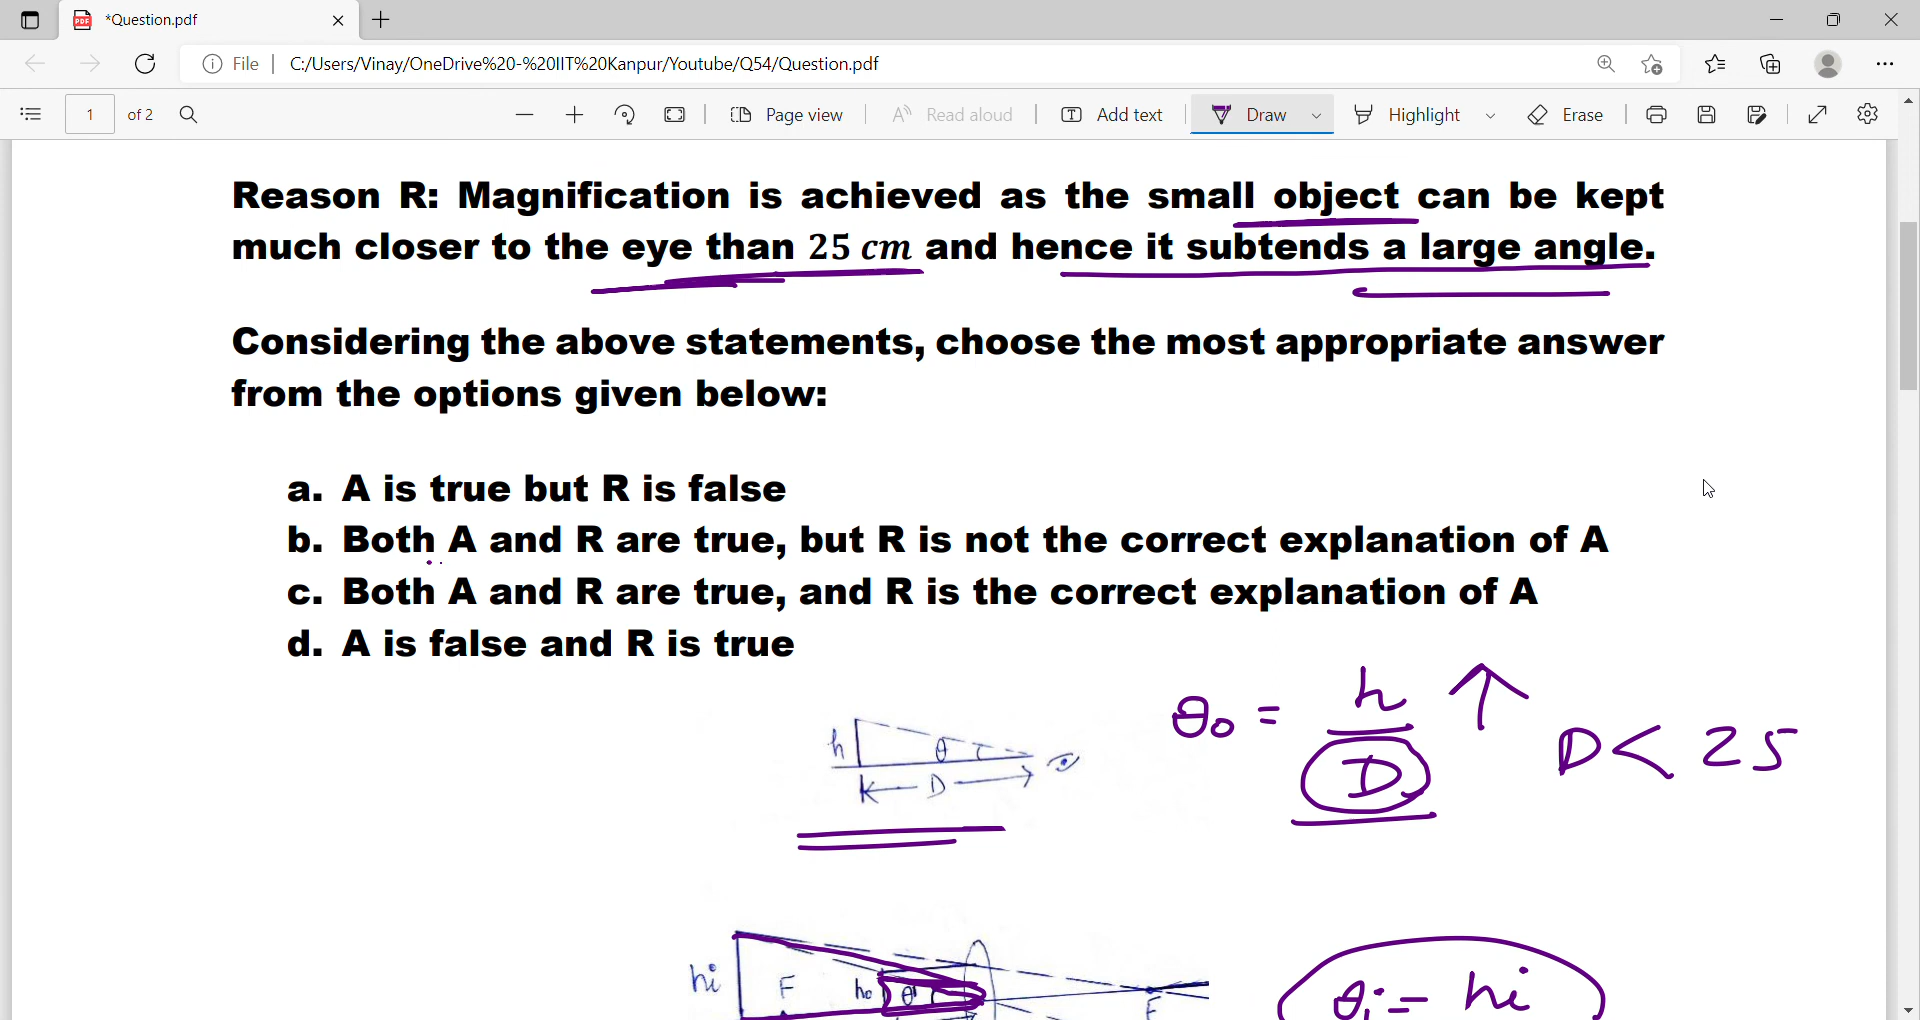 *Question.pdf
File | C:/Users/Vinay/OneDrive%20-%20IIT%20Kanpur/Youtube/Q54/Question.pdf
1 of 2 Page view Read aloud Add text Draw Highlight Erase
Reason R: Magnification is achieved as the small object can be kept
much closer to the eye than 25 cm and hence it subtends a large angle.
Considering the above statements, choose the most appropriate answer
from the options given below:
a. A is true but R is false
b. Both A and R are true, but R is not the correct explanation of A
c. Both A and R are true, and R is the correct explanation of A
d. A is false and R is true
h θ D
θo = h/D ↑ D < 25
hi F ho θ F
θi = hi